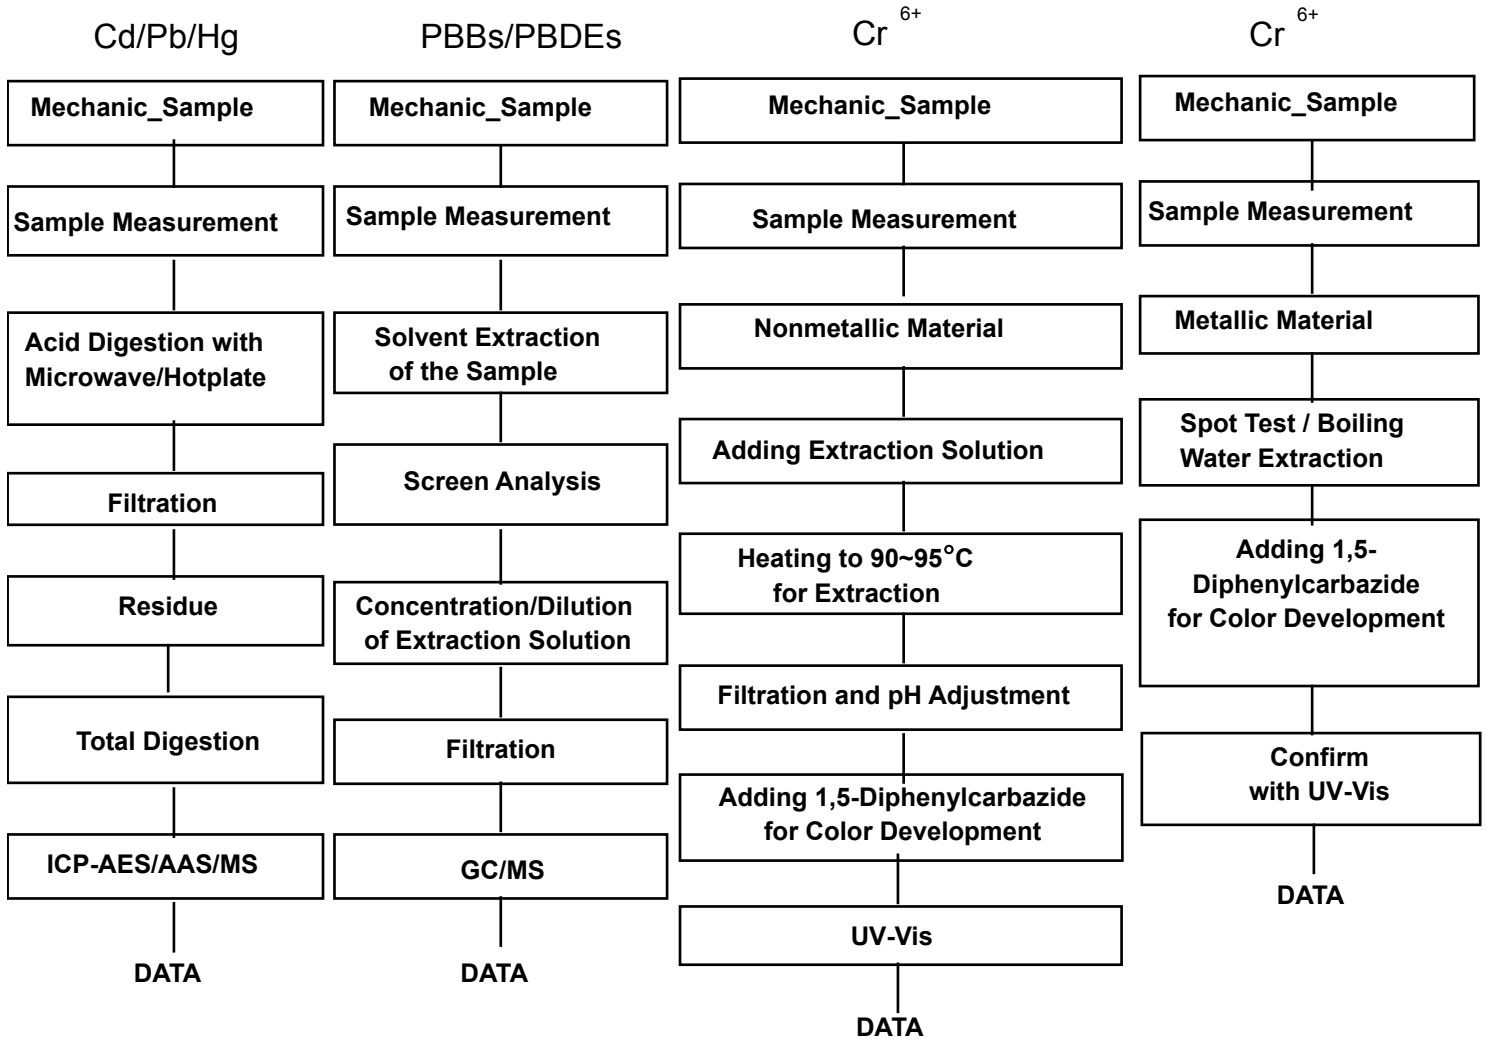 Cd/Pb/Hg
Mechanic_Sample
Sample Measurement
Acid Digestion with
Microwave/Hotplate
Filtration
Residue
Total Digestion
ICP-AES/AAS/MS
DATA
PBBs/PBDEs
Mechanic_Sample
Sample Measurement
Solvent Extraction
of the Sample
Screen Analysis
Concentration/Dilution
of Extraction Solution
Filtration
GC/MS
DATA
Cr 6+
Mechanic_Sample
Sample Measurement
Nonmetallic Material
Adding Extraction Solution
Heating to 90~95°C
for Extraction
Filtration and pH Adjustment
Adding 1,5-Diphenylcarbazide
for Color Development
UV-Vis
DATA
Cr 6+
Mechanic_Sample
Sample Measurement
Metallic Material
Spot Test / Boiling
Water Extraction
Adding 1,5-
Diphenylcarbazide
for Color Development
Confirm
with UV-Vis
DATA